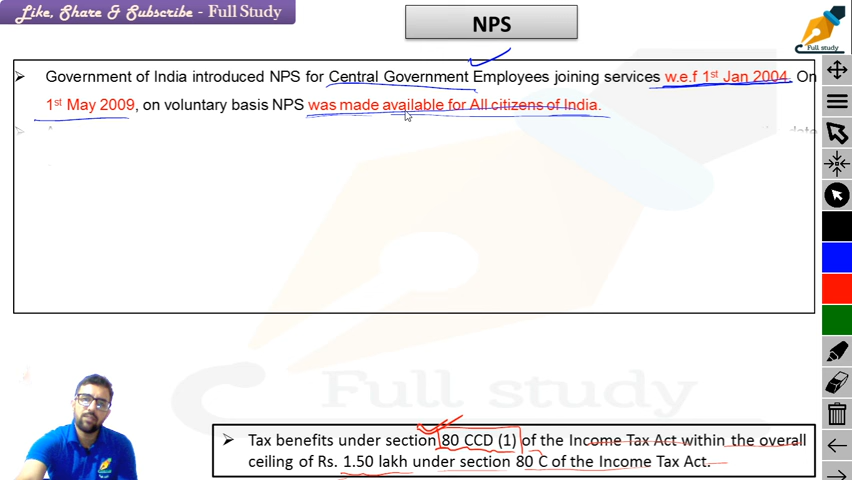 Like, Share & Subscribe - Full Study
NPS
Full study
➢ Government of India introduced NPS for Central Government Employees joining services w.e.f 1st Jan 2004. On
1st May 2009, on voluntary basis NPS was made available for All citizens of India.
Full study
➢ Tax benefits under section 80 CCD (1) of the Income Tax Act within the overall
ceiling of Rs. 1.50 lakh under section 80 C of the Income Tax Act.